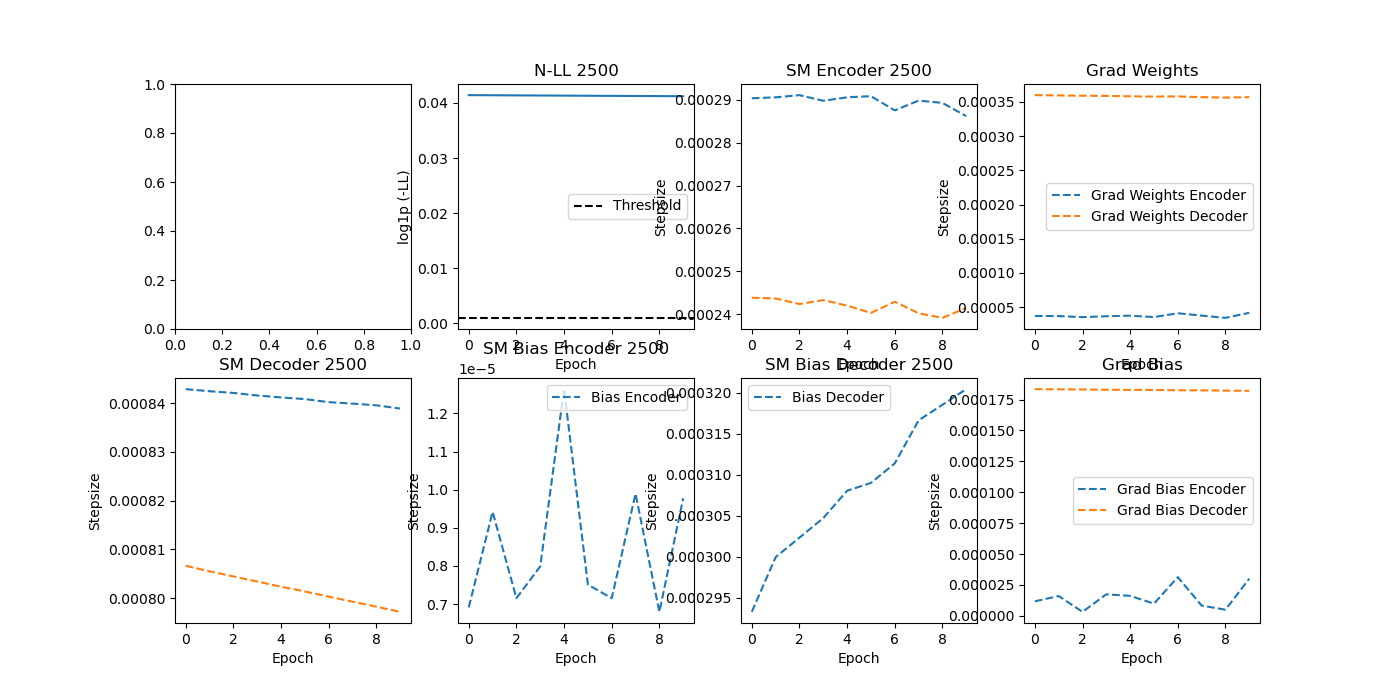 1.0
0.8
0.6
0.4
0.2
0.0
0.0 0.2 0.4 0.6 0.8 1.0
N-LL 2500
log1p (-LL)
0.04
0.03
0.02
0.01
0.00
Threshold
0 2 4 6 8
Epoch
SM Encoder 2500
Stepsize
0.00029
0.00028
0.00027
0.00026
0.00025
0.00024
0 2 4 6 8
Epoch
Grad Weights
Stepsize
0.00035
0.00030
0.00025
0.00020
0.00015
0.00010
0.00005
Grad Weights Encoder
Grad Weights Decoder
0 2 4 6 8
Epoch
SM Decoder 2500
Stepsize
0.00084
0.00083
0.00082
0.00081
0.00080
0 2 4 6 8
Epoch
SM Bias Encoder 2500
1e−5
Stepsize
1.2
1.1
1.0
0.9
0.8
0.7
Bias Encoder
0 2 4 6 8
Epoch
SM Bias Decoder 2500
Stepsize
0.000320
0.000315
0.000310
0.000305
0.000300
0.000295
Bias Decoder
0 2 4 6 8
Epoch
Grad Bias
Stepsize
0.000175
0.000150
0.000125
0.000100
0.000075
0.000050
0.000025
0.000000
Grad Bias Encoder
Grad Bias Decoder
0 2 4 6 8
Epoch